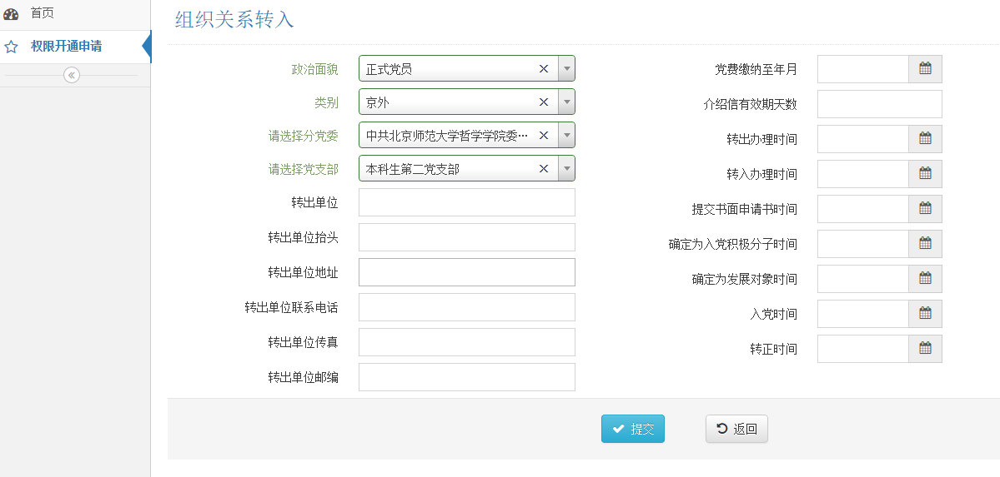 首页
权限开通申请
组织关系转入
政治面貌
正式党员
类别
京外
请选择分党委
中共北京师范大学哲学学院委…
请选择党支部
本科生第二党支部
转出单位
转出单位抬头
转出单位地址
转出单位联系电话
转出单位传真
转出单位邮编
党费缴纳至年月
介绍信有效期天数
转出办理时间
转入办理时间
提交书面申请书时间
确定为入党积极分子时间
确定为发展对象时间
入党时间
转正时间
提交
返回